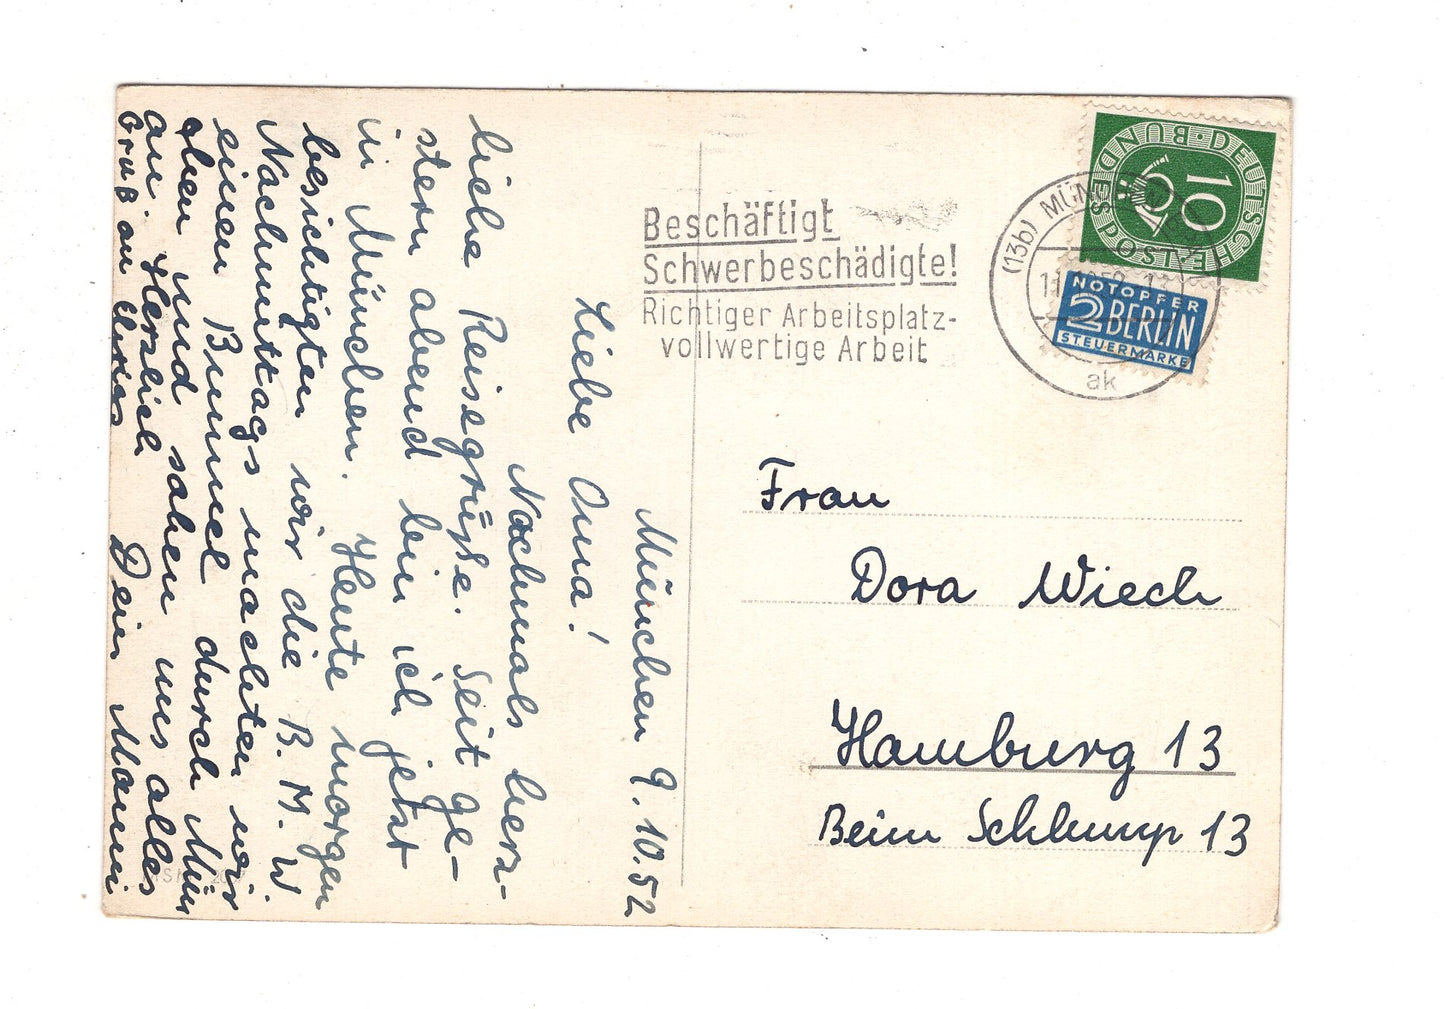 München 9.10.52
Liebe Oma!
Nochmals herz-
liche Reisegrüße. Seit ge-
stern abend bin ich jetzt
in München. Heute morgen
besichtigten wir die B.M.W
Nachmittags machten wir
einen Bummel durch Mün
chen und sahen uns alles
an. Herzlich Dein Manni
Gruß an
Beschäftigt
Schwerbeschädigte!
Richtiger Arbeitsplatz-
vollwertige Arbeit
(13b) MÜN
ak
DEUTSCHE BUNDESPOST
10
NOTOPFER
2 BERLIN
STEUERMARKE
Frau
Dora Wiech
Hamburg 13
Beim Schlump 13